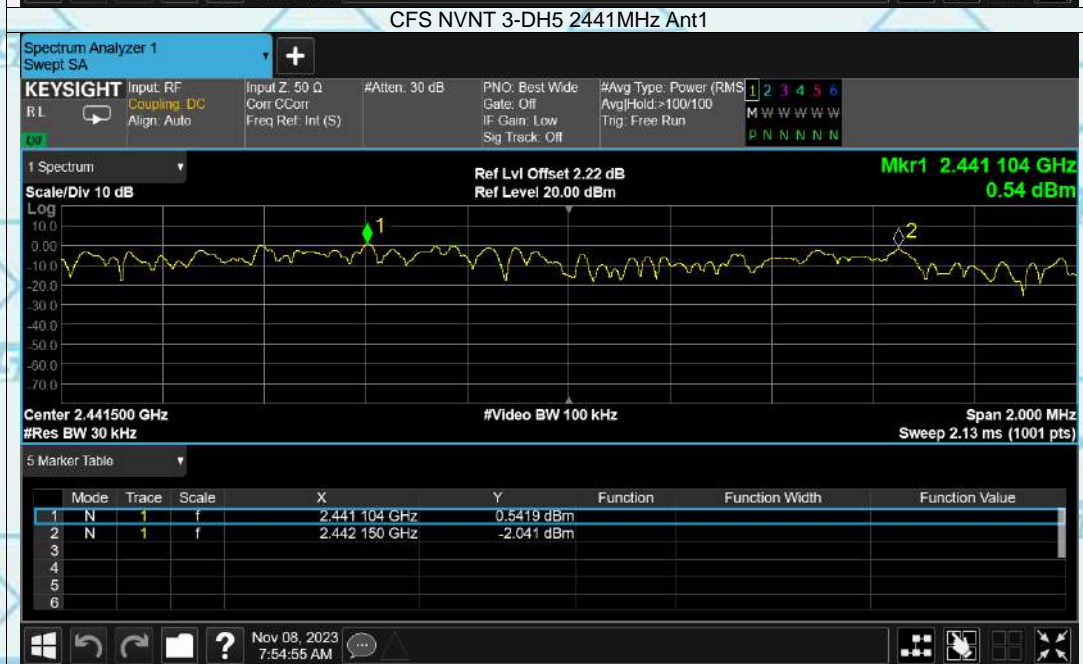 CFS NVNT 3-DH5 2441MHz Ant1
Spectrum Analyzer 1
Swept SA
+
KEYSIGHT Input: RF Input Z: 50 Ω #Atten: 30 dB PNO: Best Wide #Avg Type: Power (RMS 1 2 3 4 5 6
RL Coupling: DC Corr CCorr Gate: Off Avg|Hold:>100/100 M W W W W W
Align: Auto Freq Ref: Int (S) IF Gain: Low Trig: Free Run
LXI Sig Track: Off P N N N N N
1 Spectrum Ref Lvl Offset 2.22 dB Mkr1 2.441 104 GHz
Scale/Div 10 dB Ref Level 20.00 dBm 0.54 dBm
Log
10.0
0.00
-10.0
-20.0
-30.0
-40.0
-50.0
-60.0
-70.0
1
2
Center 2.441500 GHz #Video BW 100 kHz Span 2.000 MHz
#Res BW 30 kHz Sweep 2.13 ms (1001 pts)
5 Marker Table
Mode Trace Scale X Y Function Function Width Function Value
1 N 1 f 2.441 104 GHz 0.5419 dBm
2 N 1 f 2.442 150 GHz -2.041 dBm
3
4
5
6
? Nov 08, 2023
7:54:55 AM